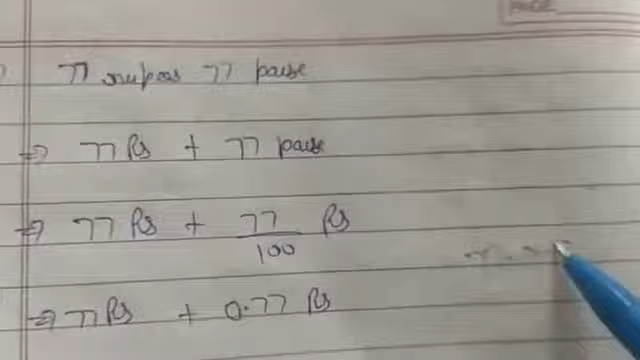 77 rupees 77 paise
⇒ 77 Rs + 77 paise
⇒ 77 Rs + 77/100 Rs
⇒ 77 Rs + 0.77 Rs